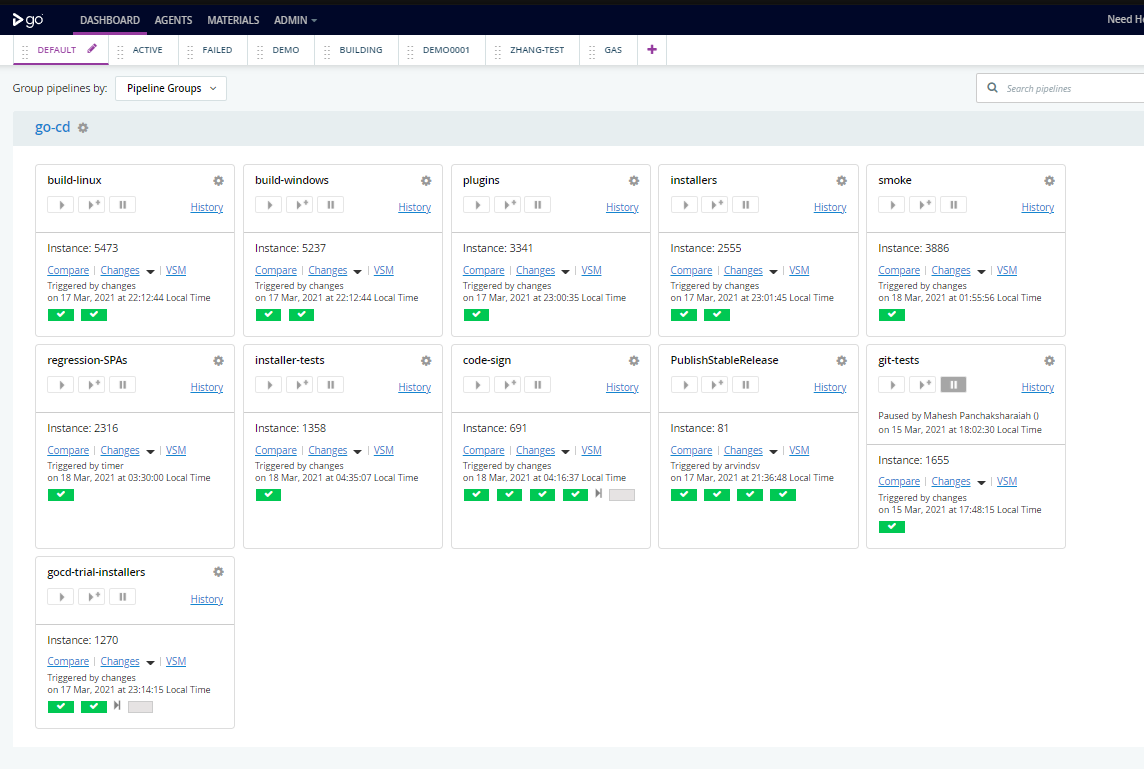 go DASHBOARD AGENTS MATERIALS ADMIN
DEFAULT ACTIVE FAILED DEMO BUILDING DEMO0001 ZHANG-TEST GAS +
Group pipelines by: Pipeline Groups Search pipelines
go-cd
build-linux build-windows plugins installers smoke
History History History History History
Instance: 5473 Instance: 5237 Instance: 3341 Instance: 2555 Instance: 3886
Compare | Changes | VSM Compare | Changes | VSM Compare | Changes | VSM Compare | Changes | VSM Compare | Changes | VSM
Triggered by changes Triggered by changes Triggered by changes Triggered by changes Triggered by changes
on 17 Mar, 2021 at 22:12:44 Local Time on 17 Mar, 2021 at 22:12:44 Local Time on 17 Mar, 2021 at 23:00:35 Local Time on 17 Mar, 2021 at 23:01:45 Local Time on 18 Mar, 2021 at 01:55:56 Local Time
regression-SPAs installer-tests code-sign PublishStableRelease git-tests
History History History History History
Paused by Mahesh Panchaksharaiah ()
on 15 Mar, 2021 at 18:02:30 Local Time
Instance: 2316 Instance: 1358 Instance: 691 Instance: 81
Compare | Changes | VSM Compare | Changes | VSM Compare | Changes | VSM Compare | Changes | VSM
Triggered by timer Triggered by changes Triggered by changes Triggered by arvindsv
on 18 Mar, 2021 at 03:30:00 Local Time on 18 Mar, 2021 at 04:35:07 Local Time on 18 Mar, 2021 at 04:16:37 Local Time on 17 Mar, 2021 at 21:36:48 Local Time
Instance: 1655
Compare | Changes | VSM
Triggered by changes
on 15 Mar, 2021 at 17:48:15 Local Time
gocd-trial-installers
History
Instance: 1270
Compare | Changes | VSM
Triggered by changes
on 17 Mar, 2021 at 23:14:15 Local Time